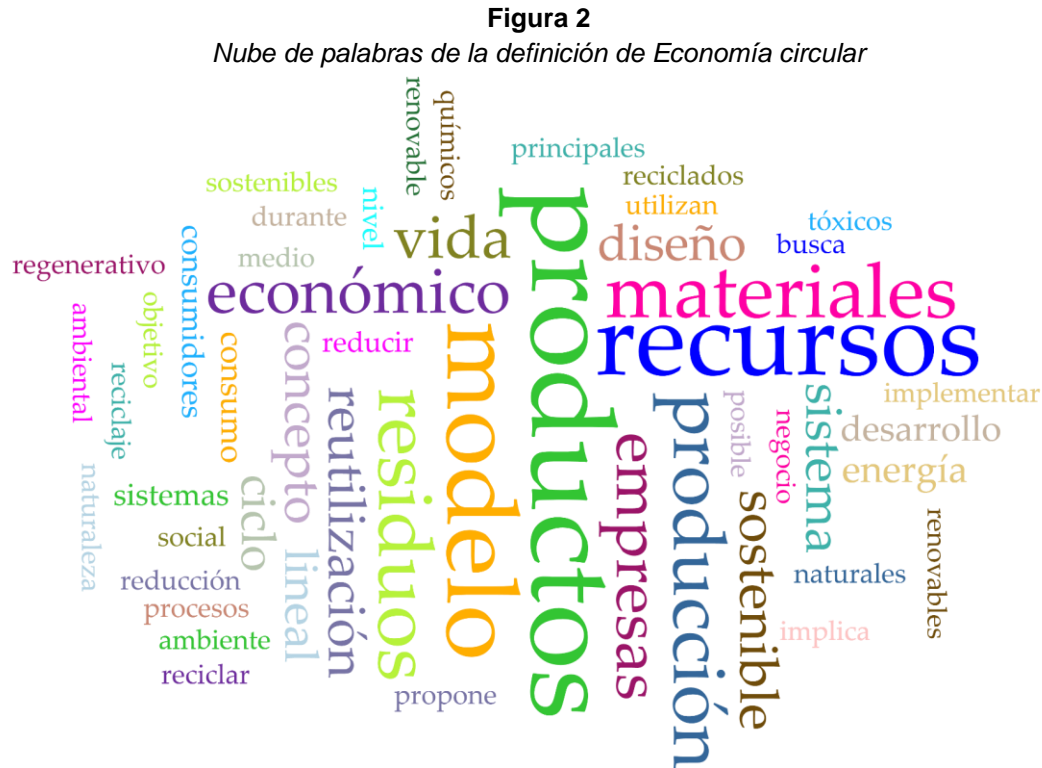 Figura 2
Nube de palabras de la definición de Economía circular
renovable
químicos
principales
sostenibles
nivel
durante
vida
reciclados
utilizan
diseño
tóxicos
busca
regenerativo
consumidores
medio
económico
productos
materiales
recursos
ambiental
objetivo
reciclaje
consumo
concepto
reducir
modelo
reutilización
residuos
empresas
producción
posible
negocio
sistema
implementar
desarrollo
energía
naturaleza
sistemas
ciclo
social
lineal
sostenible
renovables
reducción
naturales
procesos
ambiente
implica
reciclar
propone